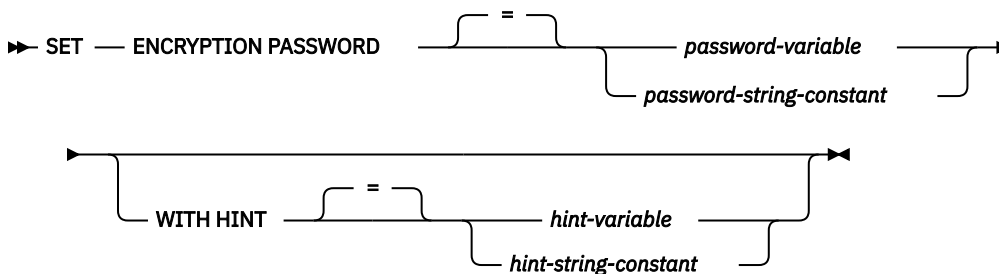 =
SET ENCRYPTION PASSWORD password-variable
password-string-constant
=
WITH HINT hint-variable
hint-string-constant